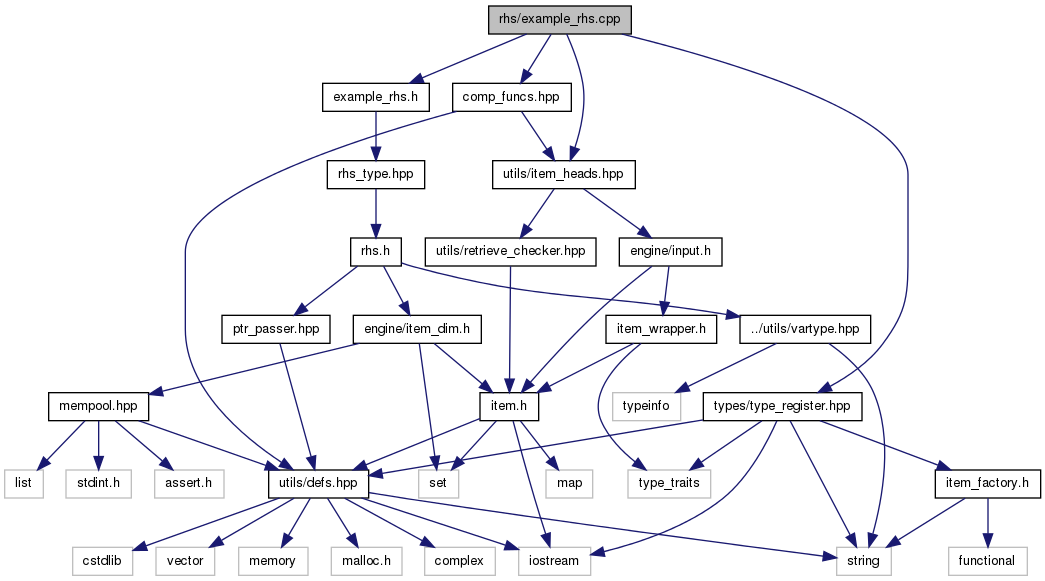 rhs/example_rhs.cpp
example_rhs.h
comp_funcs.hpp
rhs_type.hpp
utils/item_heads.hpp
rhs.h
utils/retrieve_checker.hpp
engine/input.h
ptr_passer.hpp
engine/item_dim.h
item_wrapper.h
../utils/vartype.hpp
mempool.hpp
item.h
typeinfo
types/type_register.hpp
list
stdint.h
assert.h
utils/defs.hpp
set
map
type_traits
item_factory.h
cstdlib
vector
memory
malloc.h
complex
iostream
string
functional